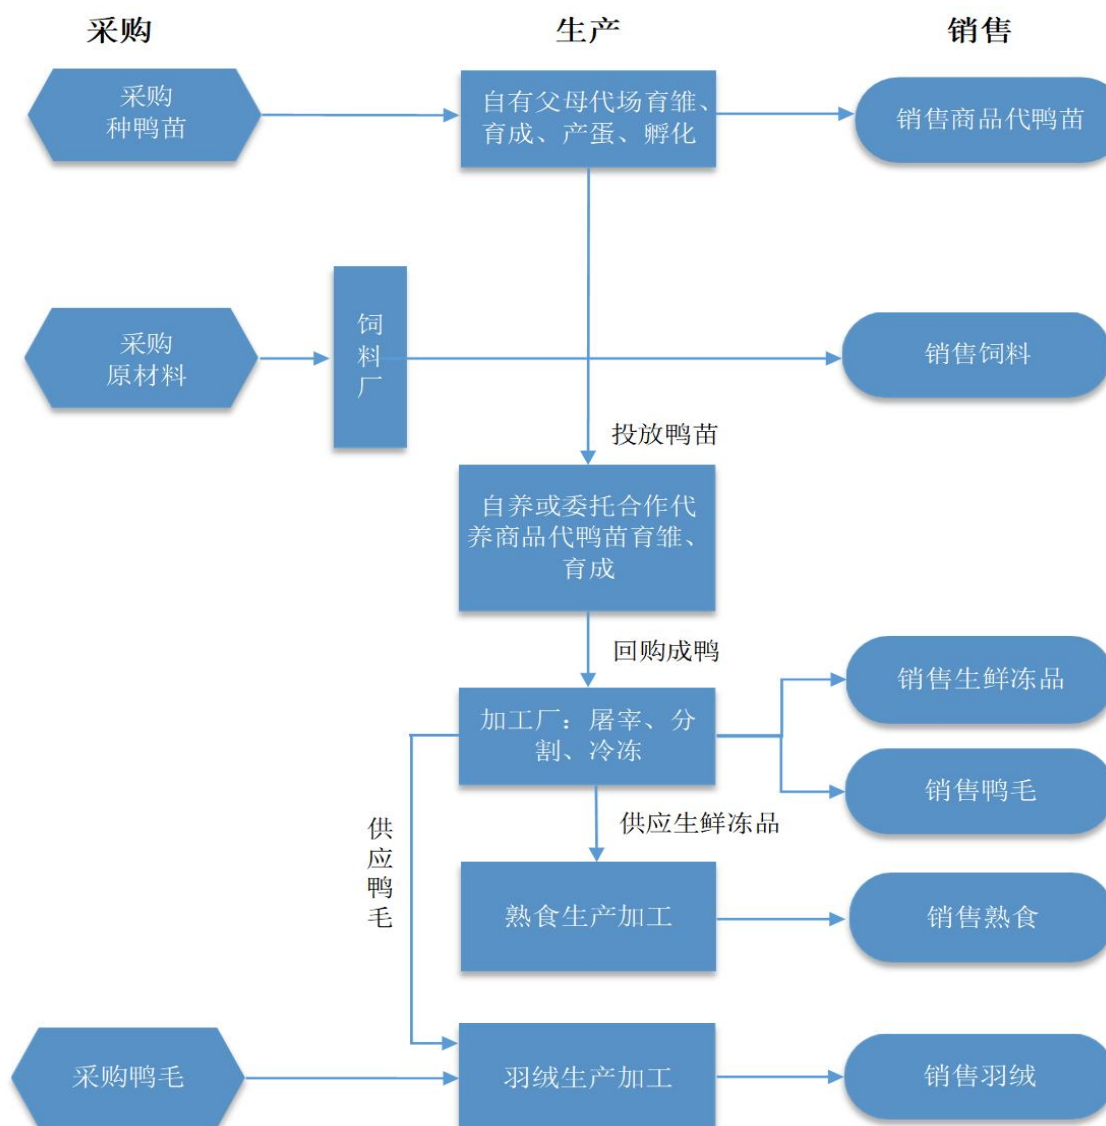 采购
生产
销售
采购
种鸭苗
自有父母代场育雏、
育成、产蛋、孵化
销售商品代鸭苗
采购
原材料
饲
料
厂
销售饲料
投放鸭苗
自养或委托合作代
养商品代鸭苗育雏、
育成
回购成鸭
销售生鲜冻品
加工厂：屠宰、分
割、冷冻
销售鸭毛
供
应
鸭
毛
供应生鲜冻品
熟食生产加工
销售熟食
采购鸭毛
羽绒生产加工
销售羽绒